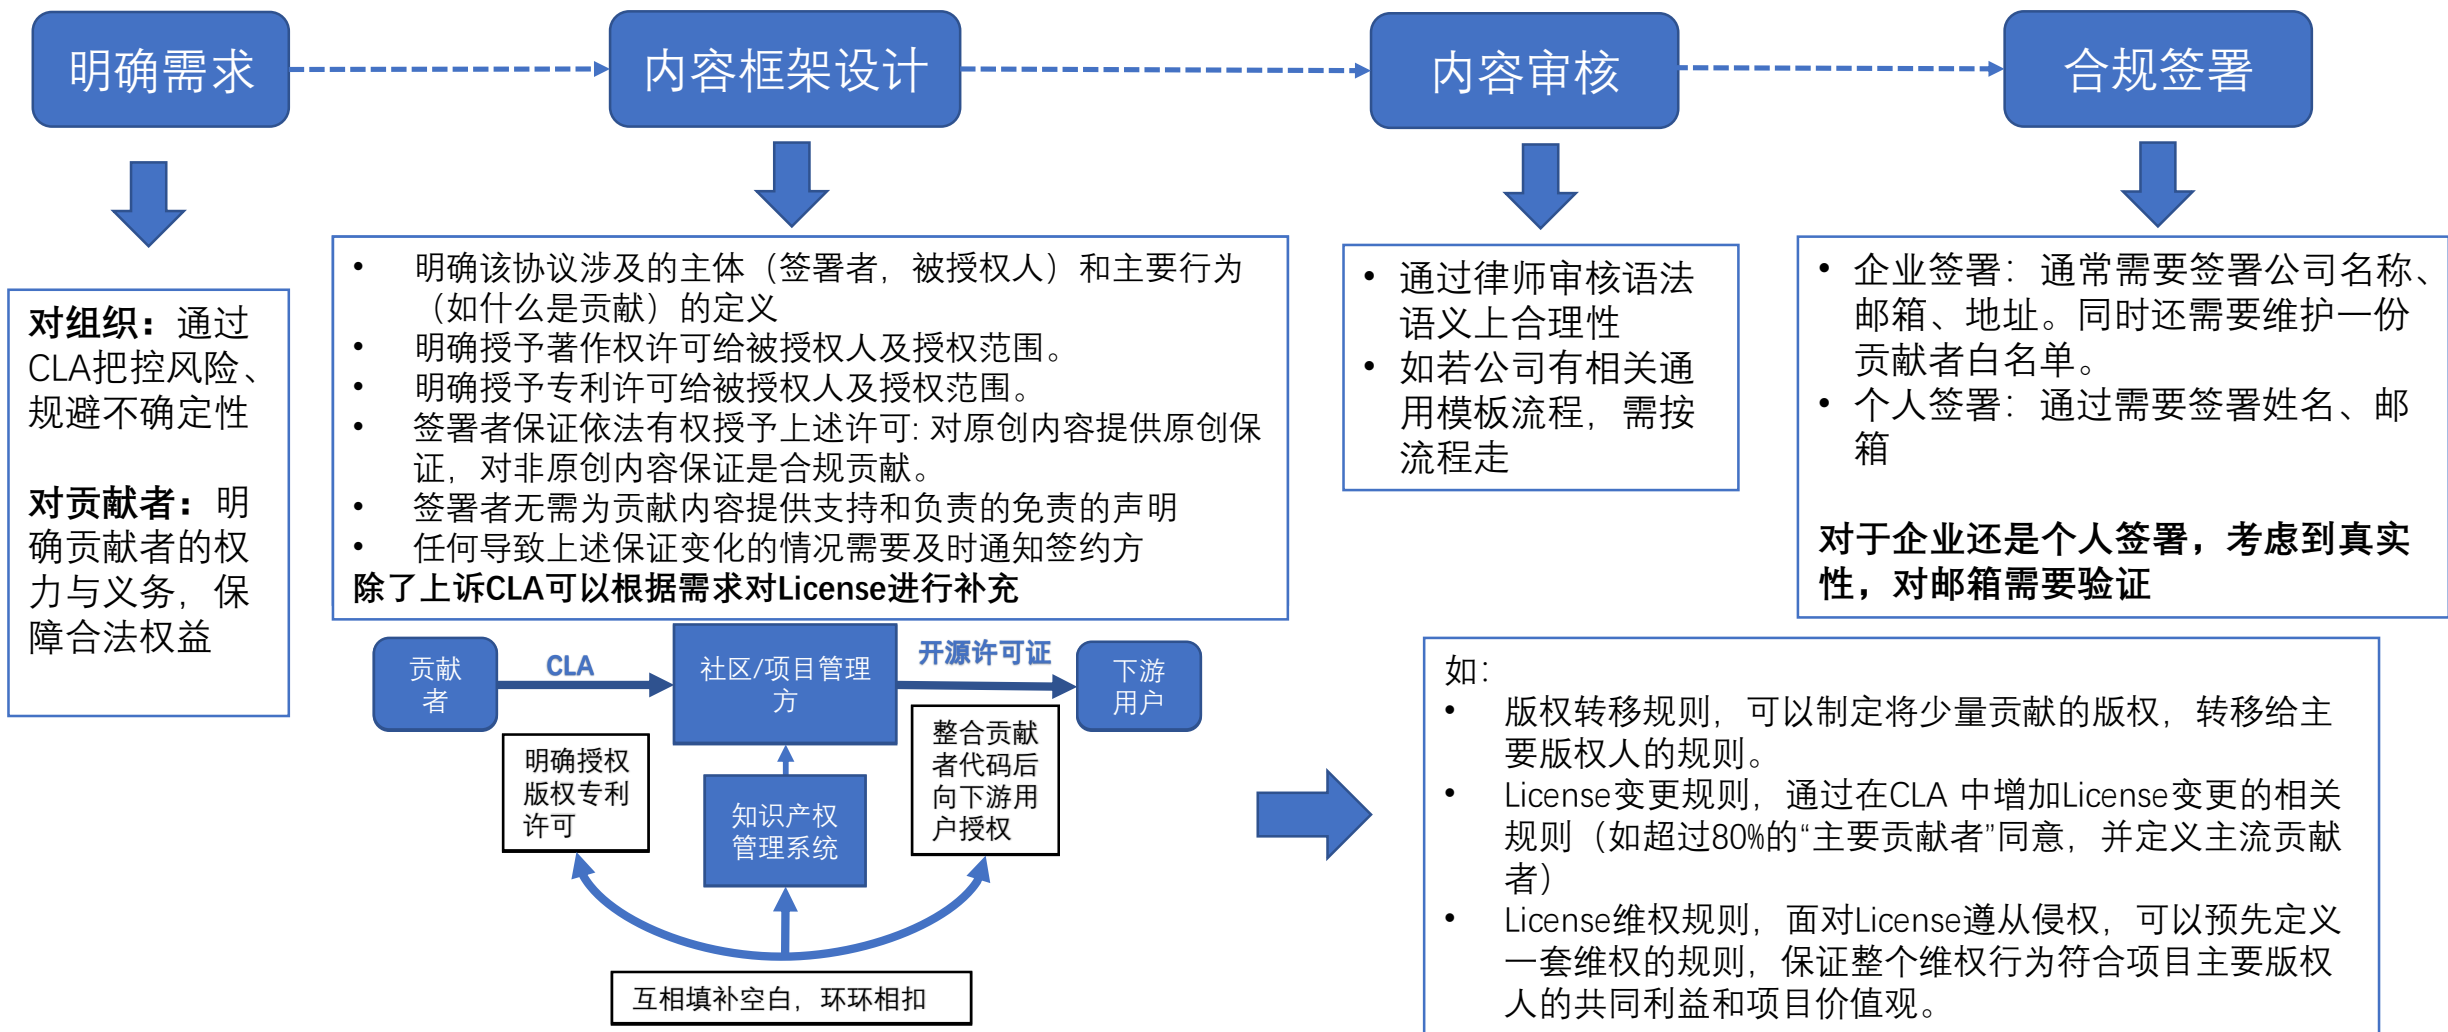 明确需求
内容框架设计
内容审核
合规签署
对组织：通过
CLA把控风险、
规避不确定性
对贡献者：明
确贡献者的权
力与义务，保
障合法权益
• 明确该协议涉及的主体（签署者，被授权人）和主要行为
（如什么是贡献）的定义
• 明确授予著作权许可给被授权人及授权范围。
• 明确授予专利许可给被授权人及授权范围。
• 签署者保证依法有权授予上述许可: 对原创内容提供原创保
证，对非原创内容保证是合规贡献。
• 签署者无需为贡献内容提供支持和负责的免责的声明
• 任何导致上述保证变化的情况需要及时通知签约方
除了上诉CLA可以根据需求对License进行补充
• 通过律师审核语法
语义上合理性
• 如若公司有相关通
用模板流程，需按
流程走
• 企业签署：通常需要签署公司名称、
邮箱、地址。同时还需要维护一份
贡献者白名单。
• 个人签署：通过需要签署姓名、邮
箱
对于企业还是个人签署，考虑到真实
性，对邮箱需要验证
贡献
者
CLA
社区/项目管理
方
开源许可证
下游
用户
明确授权
版权专利
许可
知识产权
管理系统
整合贡献
者代码后
向下游用
户授权
互相填补空白，环环相扣
如：
• 版权转移规则，可以制定将少量贡献的版权，转移给主
要版权人的规则。
• License变更规则，通过在CLA 中增加License变更的相关
规则（如超过80%的“主要贡献者”同意，并定义主流贡献
者）
• License维权规则，面对License遵从侵权，可以预先定义
一套维权的规则，保证整个维权行为符合项目主要版权
人的共同利益和项目价值观。